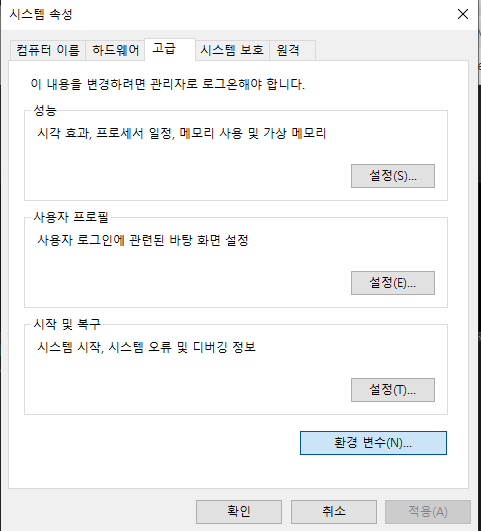 시스템 속성
컴퓨터 이름 하드웨어 고급 시스템 보호 원격
이 내용을 변경하려면 관리자로 로그온해야 합니다.
성능
시각 효과, 프로세서 일정, 메모리 사용 및 가상 메모리
설정(S)...
사용자 프로필
사용자 로그인에 관련된 바탕 화면 설정
설정(E)...
시작 및 복구
시스템 시작, 시스템 오류 및 디버깅 정보
설정(T)...
환경 변수(N)...
확인 취소 적용(A)